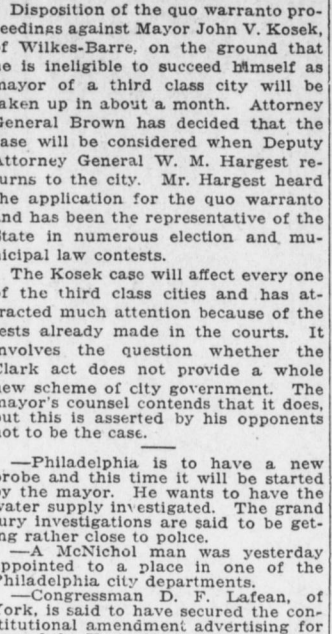 Disposition of the quo warranto pro-
eedings against Mayor John V. Kosek,
f Wilkes-Barre, on the ground that
e is ineligible to succeed himself as
mayor of a third class city will be
aken up in about a month. Attorney
General Brown has decided that the
ase will be considered when Deputy
Attorney General W. M. Hargest re-
urns to the city. Mr. Hargest heard
he application for the quo warranto
and has been the representative of the
State in numerous election and mu-
nicipal law contests.
The Kosek case will affect every one
of the third class cities and has at-
racted much attention because of the
ests already made in the courts. It
nvolves the question whether the
Clark act does not provide a whole
new scheme of city government. The
mayor's counsel contends that it does,
but this is asserted by his opponents
not to be the case.
—Philadelphia is to have a new
probe and this time it will be started
by the mayor. He wants to have the
water supply investigated. The grand
jury investigations are said to be get-
ng rather close to police.
—A McNichol man was yesterday
appointed to a place in one of the
Philadelphia city departments.
—Congressman D. F. Lafean, of
York, is said to have secured the con-
titutional amendment advertising for